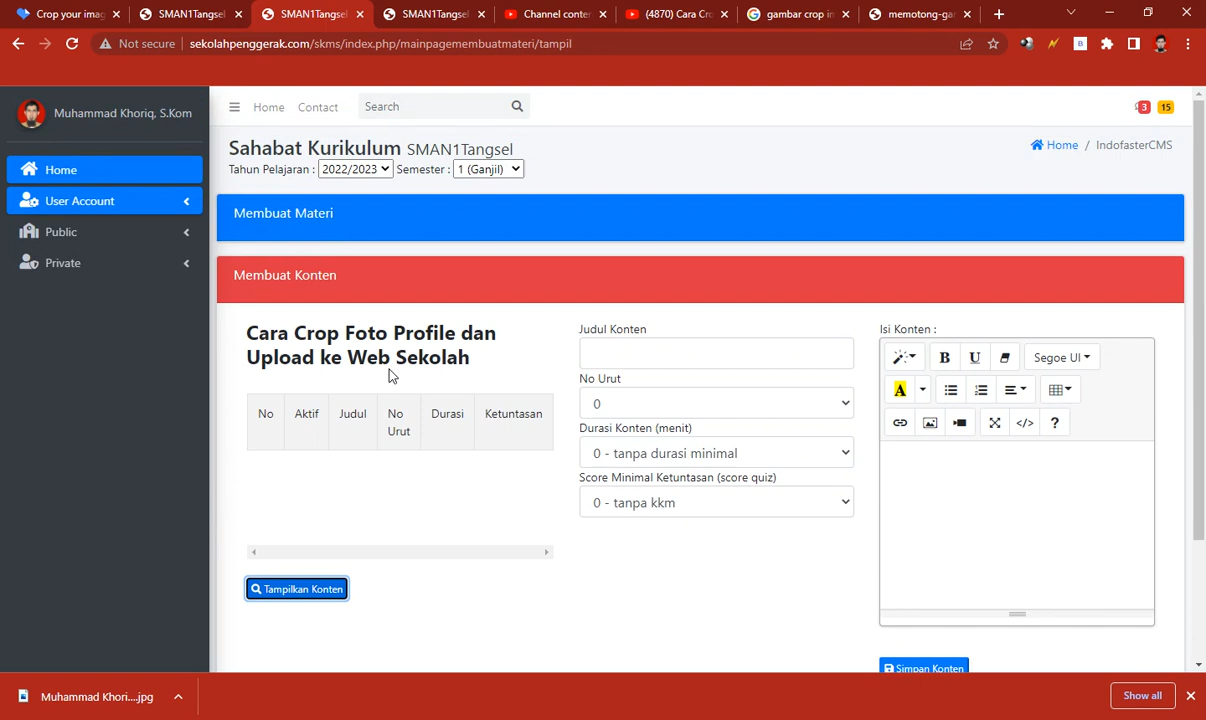 Crop your imag
SMAN1Tangsel
SMAN1Tangsel
SMAN1Tangsel
Channel conten
(4870) Cara Cro
gambar crop in
memotong-gar
Not secure
sekolahpenggerak.com/skms/index.php/mainpagemembuatmateri/tampil
Muhammad Khoriq, S.Kom
Home
User Account
Public
Private
Home
Contact
Search
3
15
Sahabat Kurikulum SMAN1Tangsel
Home / IndofasterCMS
Tahun Pelajaran : 2022/2023 Semester : 1 (Ganjil)
Membuat Materi
Membuat Konten
Cara Crop Foto Profile dan
Upload ke Web Sekolah
No
Aktif
Judul
No
Urut
Durasi
Ketuntasan
Tampilkan Konten
Judul Konten
No Urut
0
Durasi Konten (menit)
0 - tanpa durasi minimal
Score Minimal Ketuntasan (score quiz)
0 - tanpa kkm
Isi Konten :
B
U
Segoe UI
A
</>
?
Simpan Konten
Muhammad Khori....jpg
Show all